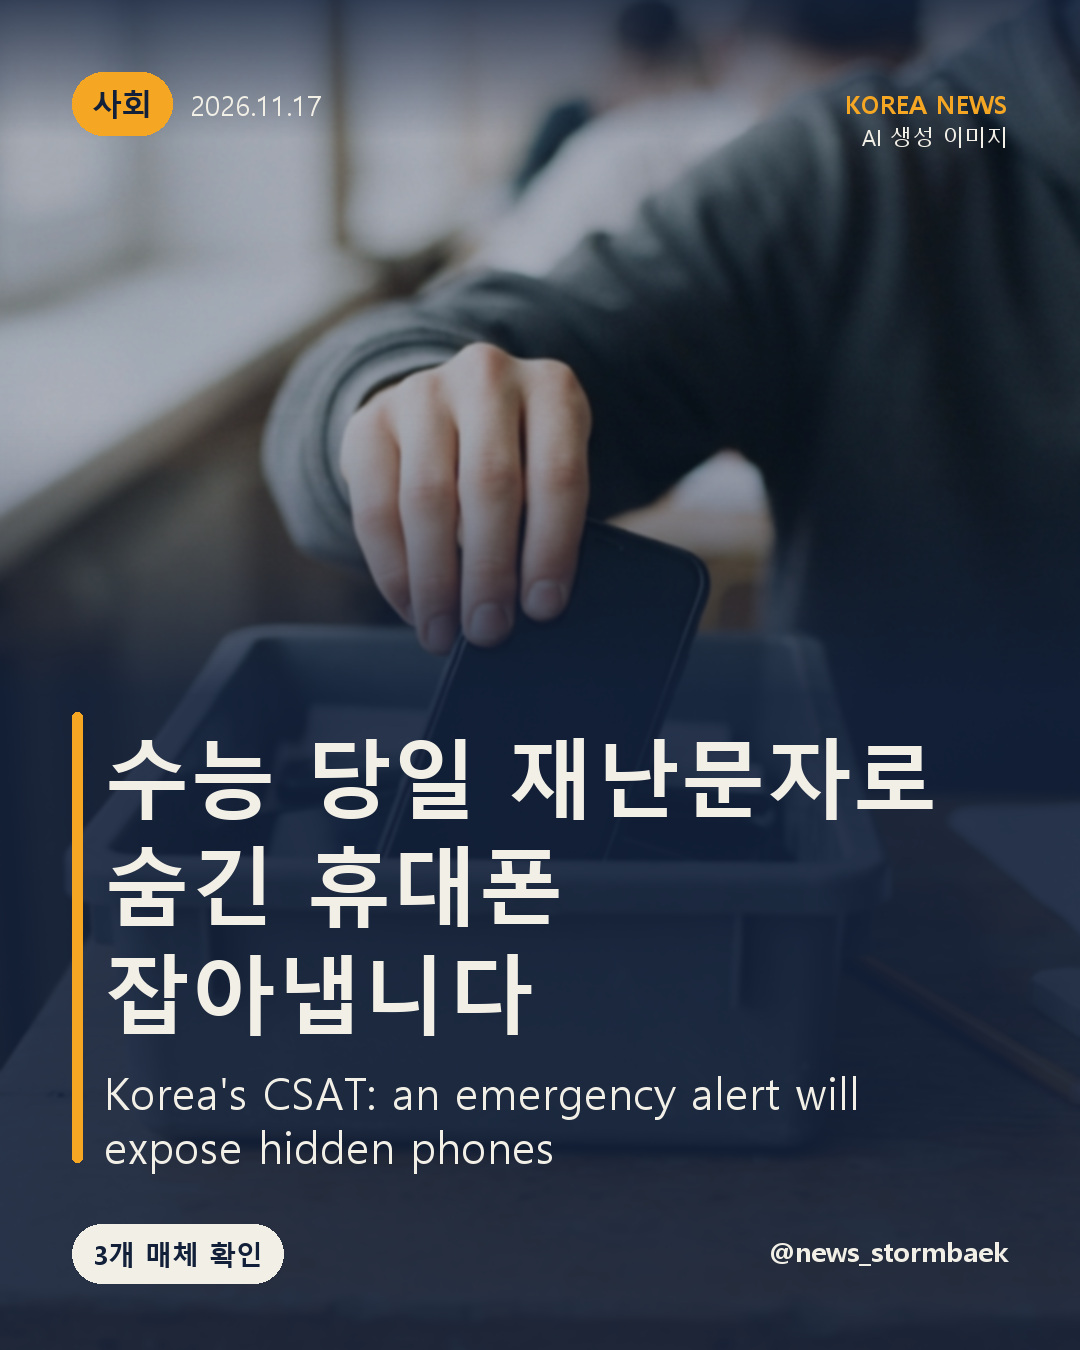 사회
2026.11.17
KOREA NEWS
AI 생성 이미지
수능 당일 재난문자로
숨긴 휴대폰
잡아냅니다
Korea's CSAT: an emergency alert will
expose hidden phones
3개 매체 확인
@news_stormbaek